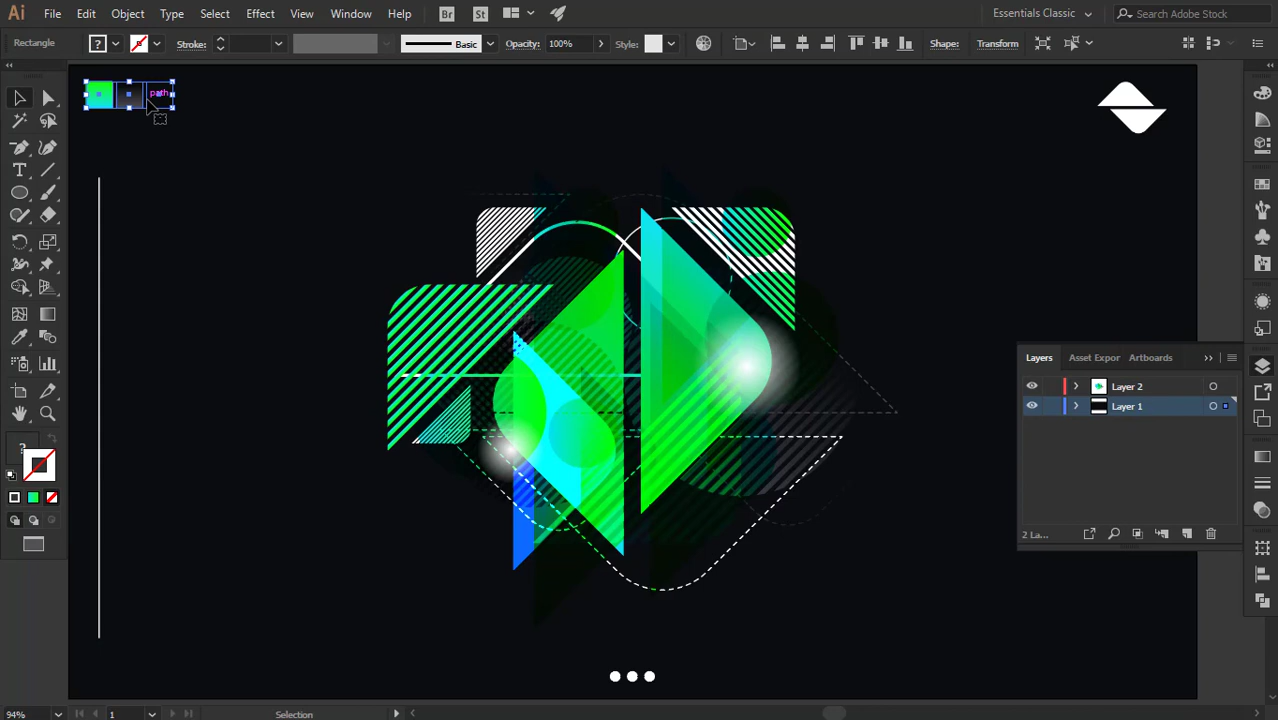 Ai File Edit Object Type Select Effect View Window Help Br St Essentials Classic Search Adobe Stock
Rectangle ? Stroke: Basic Opacity: 100% Style: Shape: Transform
path
T
Layers Asset Expor Artboards
Layer 2
Layer 1
?
2 La...
94% 1 Selection